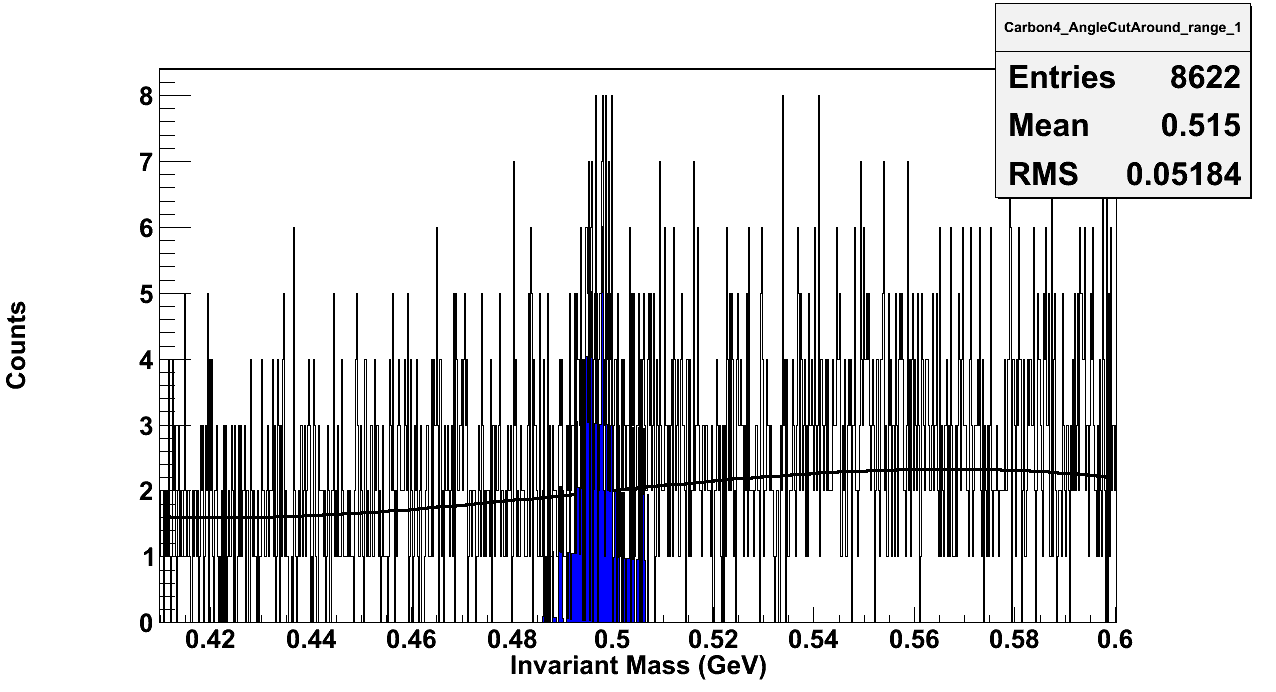 Carbon4_AngleCutAround_range_1
Entries 8622
Mean 0.515
RMS 0.05184
8
7
6
5
4
3
2
1
0
Counts
0.42 0.44 0.46 0.48 0.5 0.52 0.54 0.56 0.58 0.6
Invariant Mass (GeV)